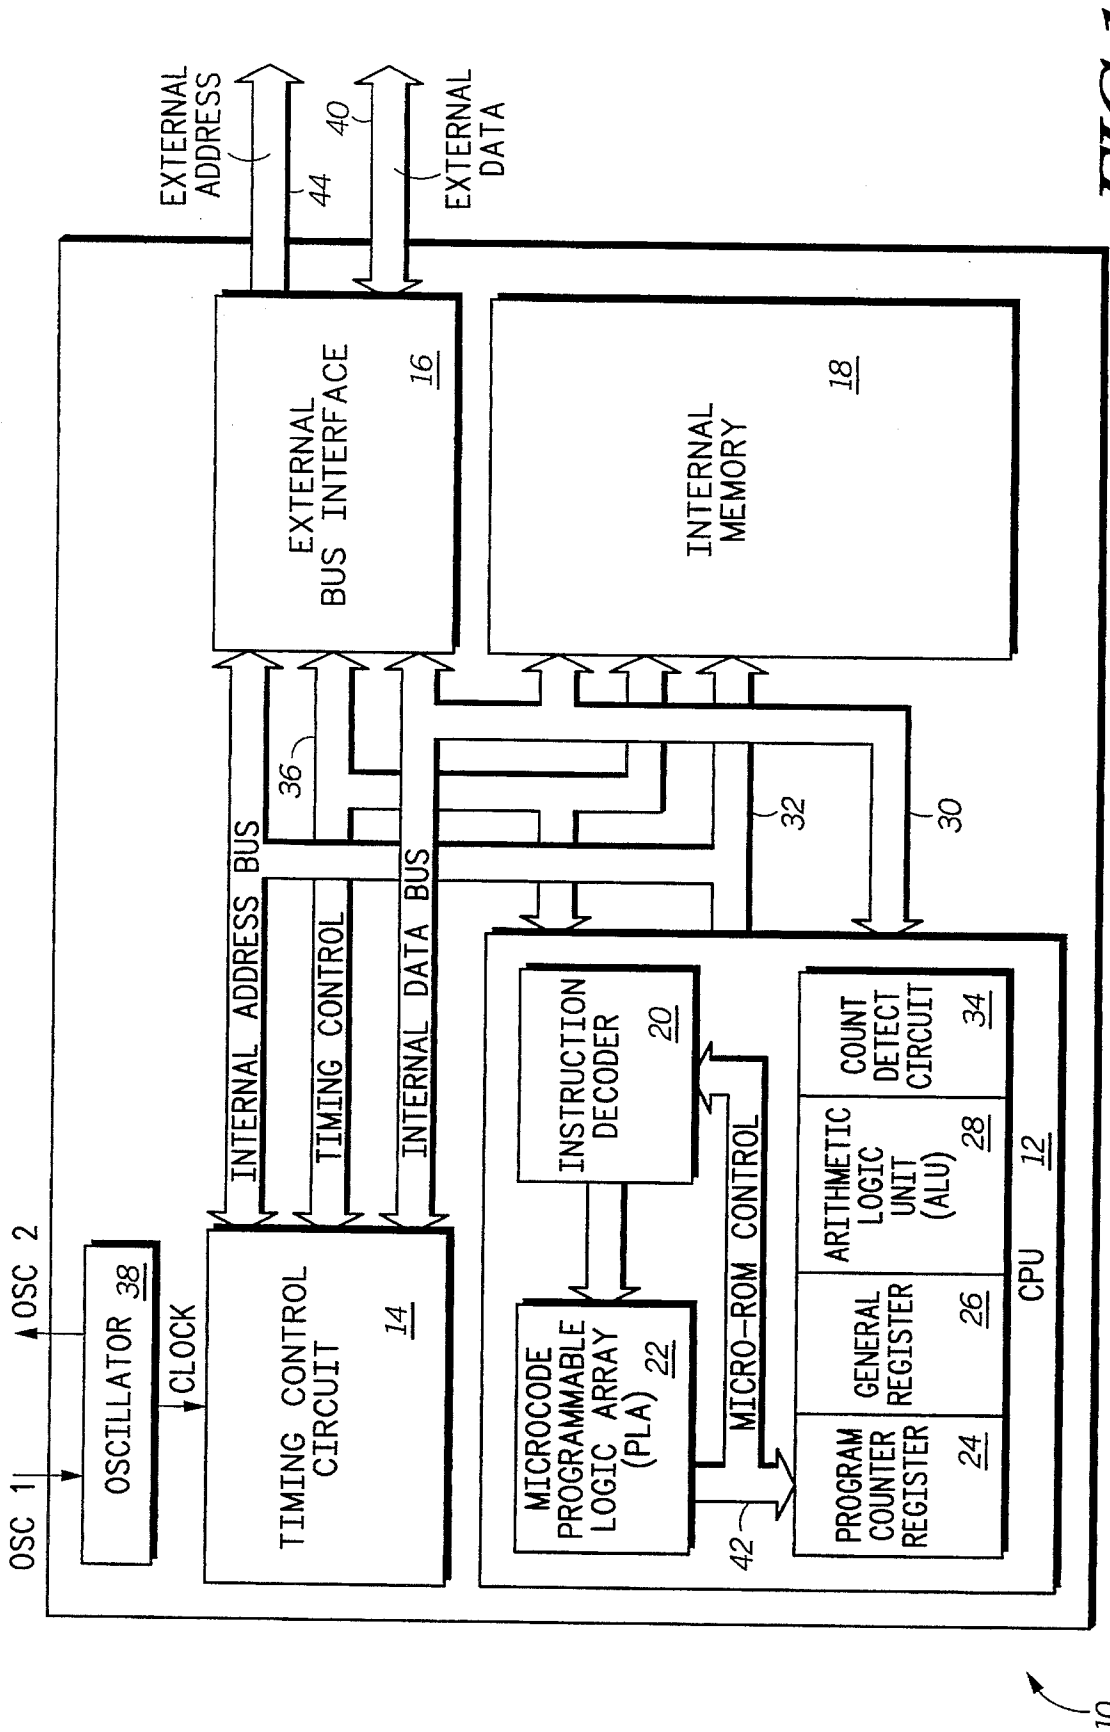 OSC 1
OSC 2
OSCILLATOR
38
CLOCK
TIMING CONTROL
CIRCUIT
14
INTERNAL ADDRESS BUS
TIMING CONTROL
INTERNAL DATA BUS
36
EXTERNAL
BUS INTERFACE
16
EXTERNAL
ADDRESS
44
40
EXTERNAL
DATA
INTERNAL
MEMORY
18
MICROCODE
PROGRAMMABLE
LOGIC ARRAY
(PLA)
22
INSTRUCTION
DECODER
20
MICRO-ROM CONTROL
42
PROGRAM
COUNTER
REGISTER
24
GENERAL
REGISTER
26
ARITHMETIC
LOGIC
UNIT
(ALU)
28
COUNT
DETECT
CIRCUIT
34
CPU
12
32
30
10